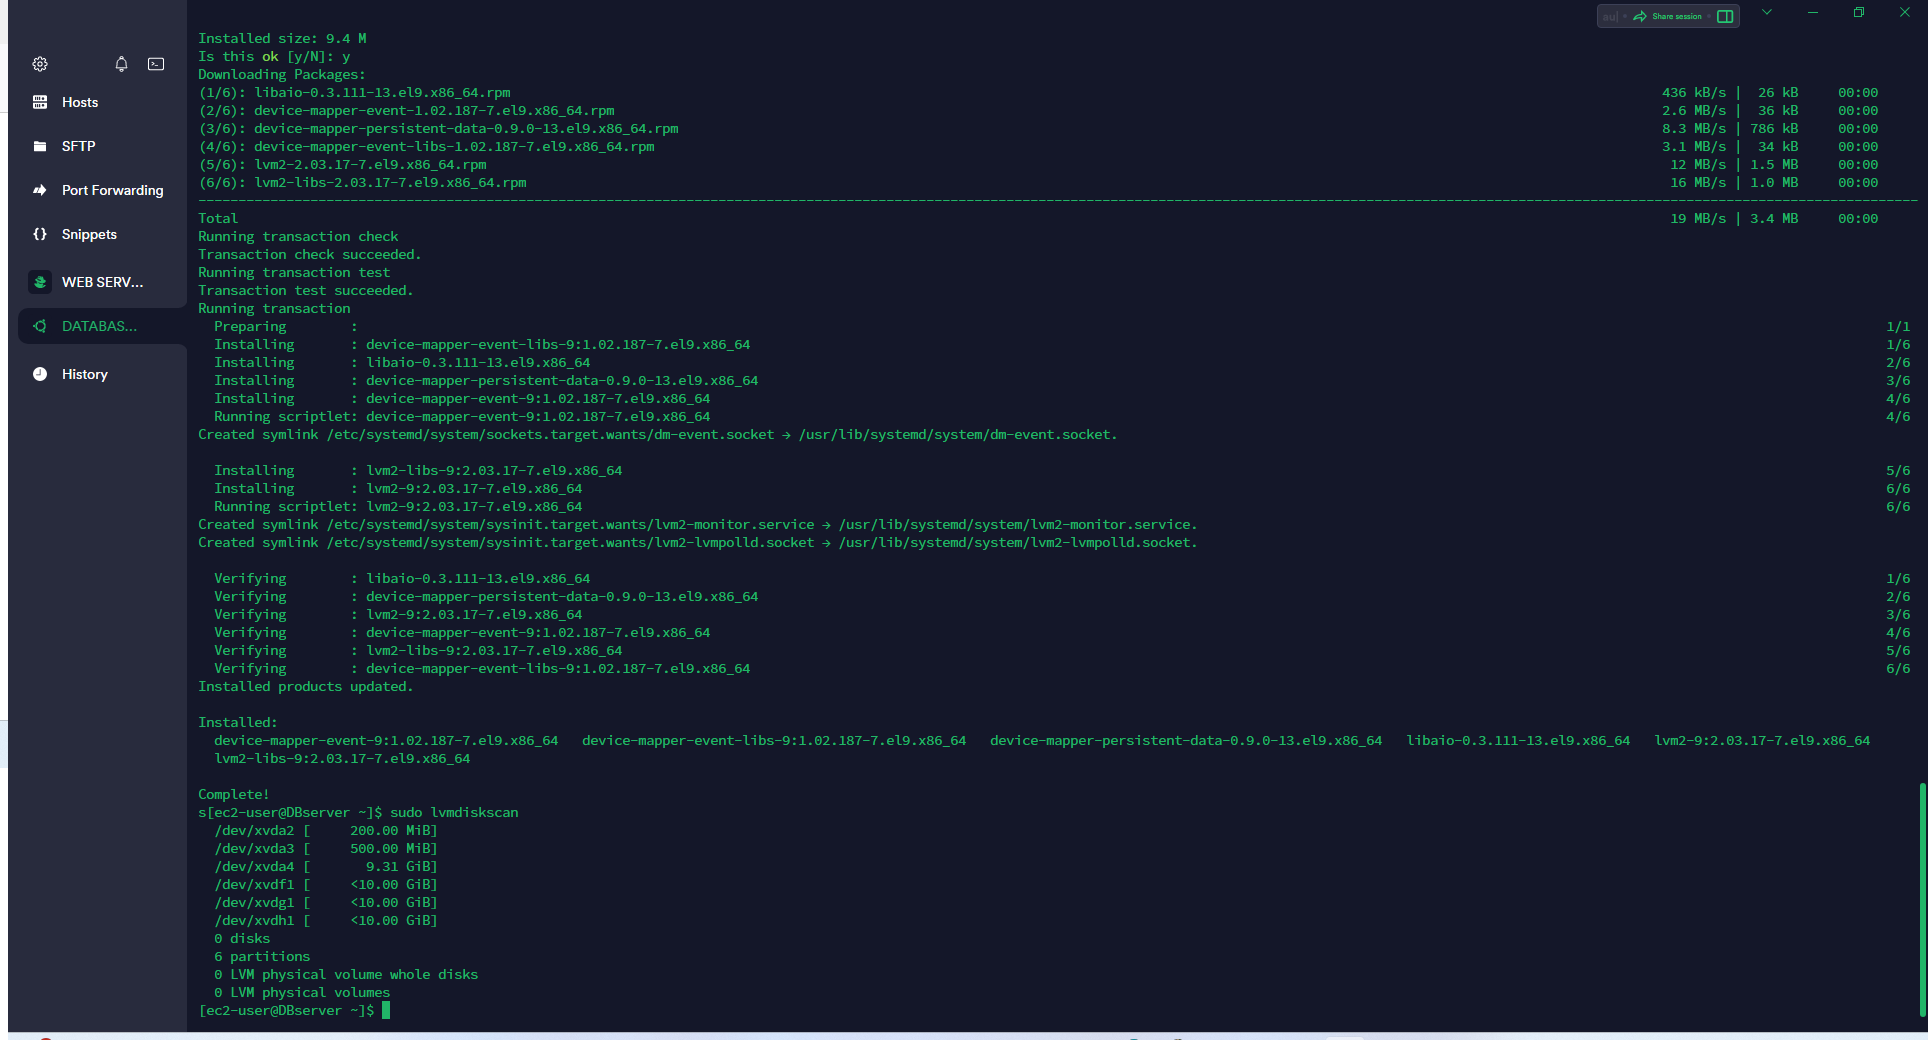 au|
Share session
Hosts
SFTP
Port Forwarding
Snippets
WEB SERV...
DATABAS...
History
Installed size: 9.4 M
Is this ok [y/N]: y
Downloading Packages:
(1/6): libaio-0.3.111-13.el9.x86_64.rpm 436 kB/s | 26 kB 00:00
(2/6): device-mapper-event-1.02.187-7.el9.x86_64.rpm 2.6 MB/s | 36 kB 00:00
(3/6): device-mapper-persistent-data-0.9.0-13.el9.x86_64.rpm 8.3 MB/s | 786 kB 00:00
(4/6): device-mapper-event-libs-1.02.187-7.el9.x86_64.rpm 3.1 MB/s | 34 kB 00:00
(5/6): lvm2-2.03.17-7.el9.x86_64.rpm 12 MB/s | 1.5 MB 00:00
(6/6): lvm2-libs-2.03.17-7.el9.x86_64.rpm 16 MB/s | 1.0 MB 00:00
Total 19 MB/s | 3.4 MB 00:00
Running transaction check
Transaction check succeeded.
Running transaction test
Transaction test succeeded.
Running transaction
Preparing : 1/1
Installing : device-mapper-event-libs-9:1.02.187-7.el9.x86_64 1/6
Installing : libaio-0.3.111-13.el9.x86_64 2/6
Installing : device-mapper-persistent-data-0.9.0-13.el9.x86_64 3/6
Installing : device-mapper-event-9:1.02.187-7.el9.x86_64 4/6
Running scriptlet: device-mapper-event-9:1.02.187-7.el9.x86_64 4/6
Created symlink /etc/systemd/system/sockets.target.wants/dm-event.socket → /usr/lib/systemd/system/dm-event.socket.
Installing : lvm2-libs-9:2.03.17-7.el9.x86_64 5/6
Installing : lvm2-9:2.03.17-7.el9.x86_64 6/6
Running scriptlet: lvm2-9:2.03.17-7.el9.x86_64 6/6
Created symlink /etc/systemd/system/sysinit.target.wants/lvm2-monitor.service → /usr/lib/systemd/system/lvm2-monitor.service.
Created symlink /etc/systemd/system/sysinit.target.wants/lvm2-lvmpolld.socket → /usr/lib/systemd/system/lvm2-lvmpolld.socket.
Verifying : libaio-0.3.111-13.el9.x86_64 1/6
Verifying : device-mapper-persistent-data-0.9.0-13.el9.x86_64 2/6
Verifying : lvm2-9:2.03.17-7.el9.x86_64 3/6
Verifying : device-mapper-event-9:1.02.187-7.el9.x86_64 4/6
Verifying : lvm2-libs-9:2.03.17-7.el9.x86_64 5/6
Verifying : device-mapper-event-libs-9:1.02.187-7.el9.x86_64 6/6
Installed products updated.
Installed:
device-mapper-event-9:1.02.187-7.el9.x86_64 device-mapper-event-libs-9:1.02.187-7.el9.x86_64 device-mapper-persistent-data-0.9.0-13.el9.x86_64 libaio-0.3.111-13.el9.x86_64 lvm2-9:2.03.17-7.el9.x86_64
lvm2-libs-9:2.03.17-7.el9.x86_64
Complete!
s[ec2-user@DBserver ~]$ sudo lvmdiskscan
/dev/xvda2 [ 200.00 MiB]
/dev/xvda3 [ 500.00 MiB]
/dev/xvda4 [ 9.31 GiB]
/dev/xvdf1 [ <10.00 GiB]
/dev/xvdg1 [ <10.00 GiB]
/dev/xvdh1 [ <10.00 GiB]
0 disks
6 partitions
0 LVM physical volume whole disks
0 LVM physical volumes
[ec2-user@DBserver ~]$